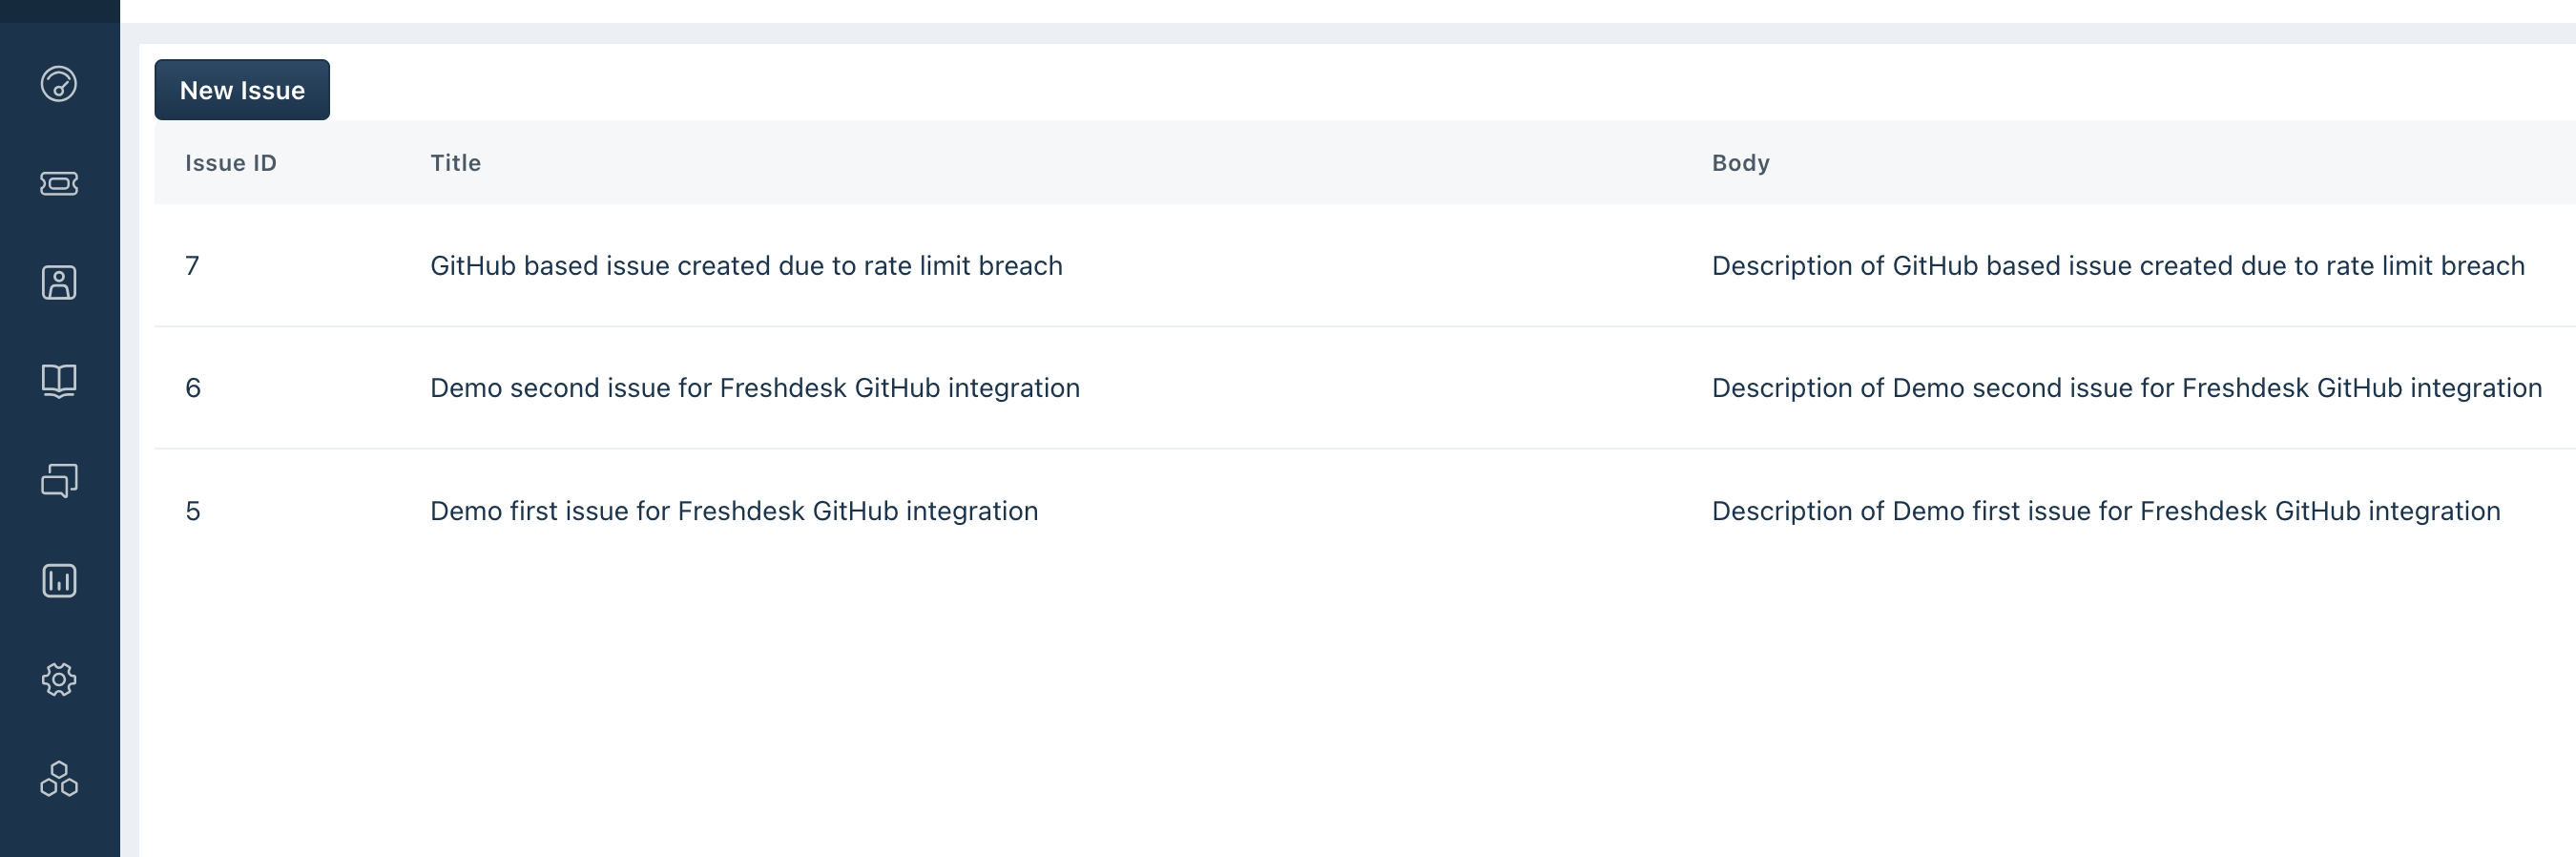 New Issue
Issue ID Title Body
7 GitHub based issue created due to rate limit breach Description of GitHub based issue created due to rate limit breach
6 Demo second issue for Freshdesk GitHub integration Description of Demo second issue for Freshdesk GitHub integration
5 Demo first issue for Freshdesk GitHub integration Description of Demo first issue for Freshdesk GitHub integration